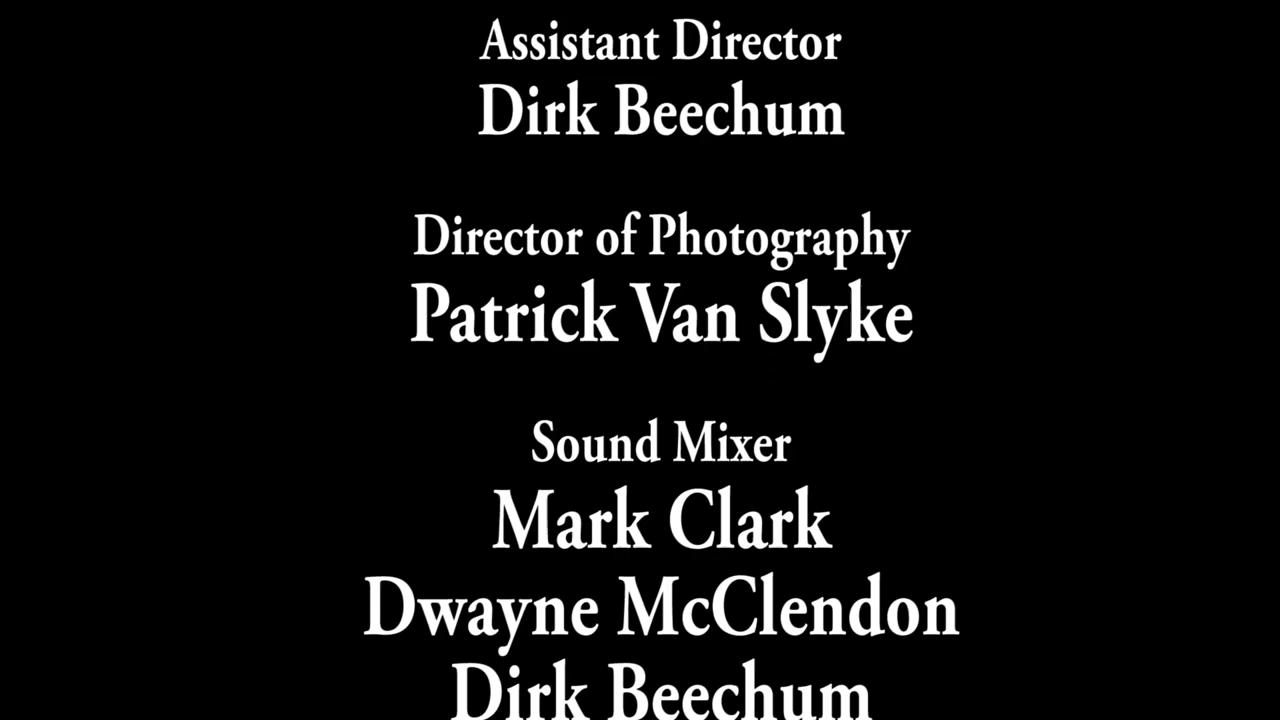 Assistant Director
Dirk Beechum
Director of Photography
Patrick Van Slyke
Sound Mixer
Mark Clark
Dwayne McClendon
Dirk Beechum